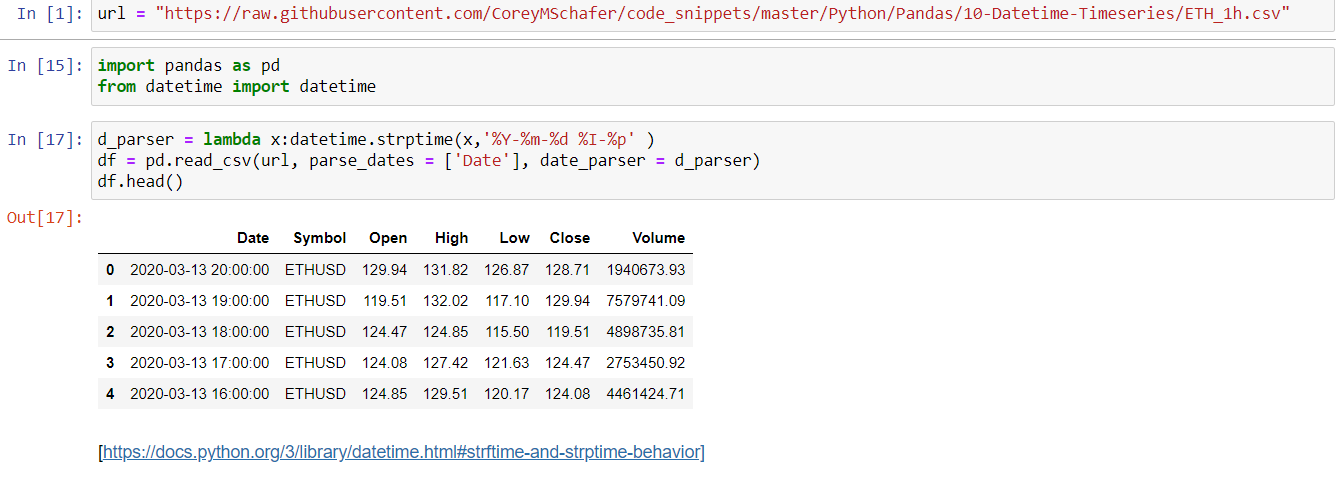 In [1]: url = "https://raw.githubusercontent.com/CoreyMSchafer/code_snippets/master/Python/Pandas/10-Datetime-Timeseries/ETH_1h.csv"
In [15]: import pandas as pd
from datetime import datetime
In [17]: d_parser = lambda x:datetime.strptime(x,'%Y-%m-%d %I-%p' )
df = pd.read_csv(url, parse_dates = ['Date'], date_parser = d_parser)
df.head()
Out[17]:
Date Symbol Open High Low Close Volume
0 2020-03-13 20:00:00 ETHUSD 129.94 131.82 126.87 128.71 1940673.93
1 2020-03-13 19:00:00 ETHUSD 119.51 132.02 117.10 129.94 7579741.09
2 2020-03-13 18:00:00 ETHUSD 124.47 124.85 115.50 119.51 4898735.81
3 2020-03-13 17:00:00 ETHUSD 124.08 127.42 121.63 124.47 2753450.92
4 2020-03-13 16:00:00 ETHUSD 124.85 129.51 120.17 124.08 4461424.71
[https://docs.python.org/3/library/datetime.html#strftime-and-strptime-behavior]